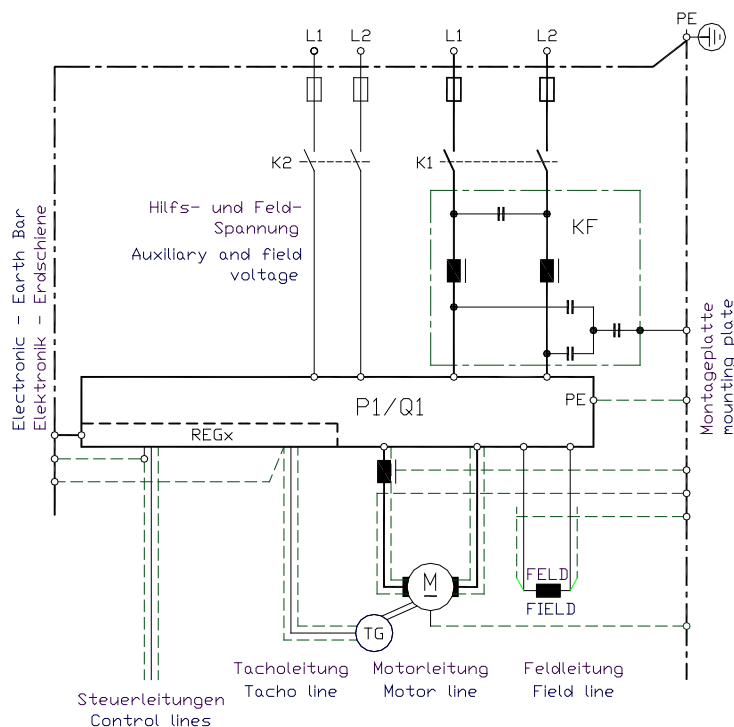 PE
L1
L2
L1
L2
K2
K1
Hilfs- und Feld-
Spannung
Auxiliary and field
voltage
KF
Electronic - Earth Bar
Elektronik - Erdschiene
Montageplatte
mounting plate
P1/Q1
PE
REGx
M
FELD
FIELD
TG
Tacholeitung
Tacho line
Motorleitung
Motor line
Feldleitung
Field line
Steuerleitungen
Control lines